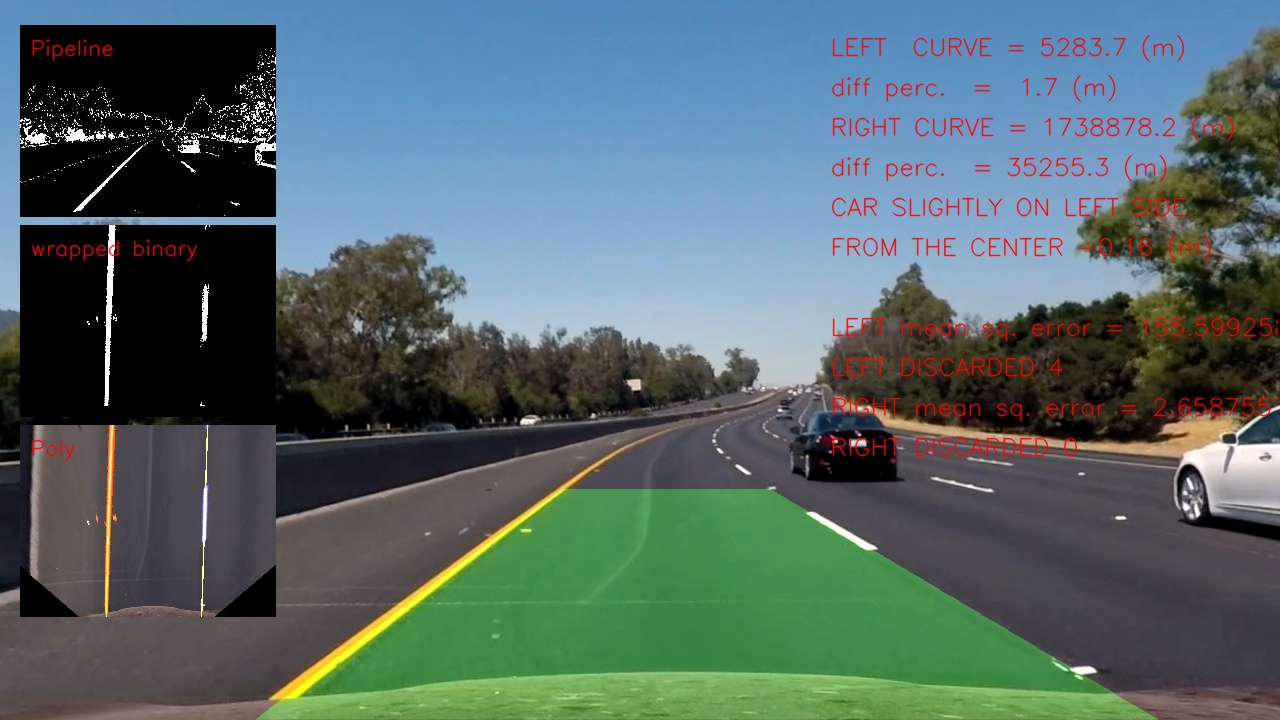 Pipeline
wrapped binary
Poly
LEFT CURVE = 5283.7 (m)
diff perc. = 1.7 (m)
RIGHT CURVE = 1738878.2 (m)
diff perc. = 35255.3 (m)
CAR SLIGHTLY ON LEFT SIDE
FROM THE CENTER -0.16 (m)
LEFT mean sq. error = 155.59925
LEFT DISCARDED 4
RIGHT mean sq. error = 2.658755
RIGHT DISCARDED 0